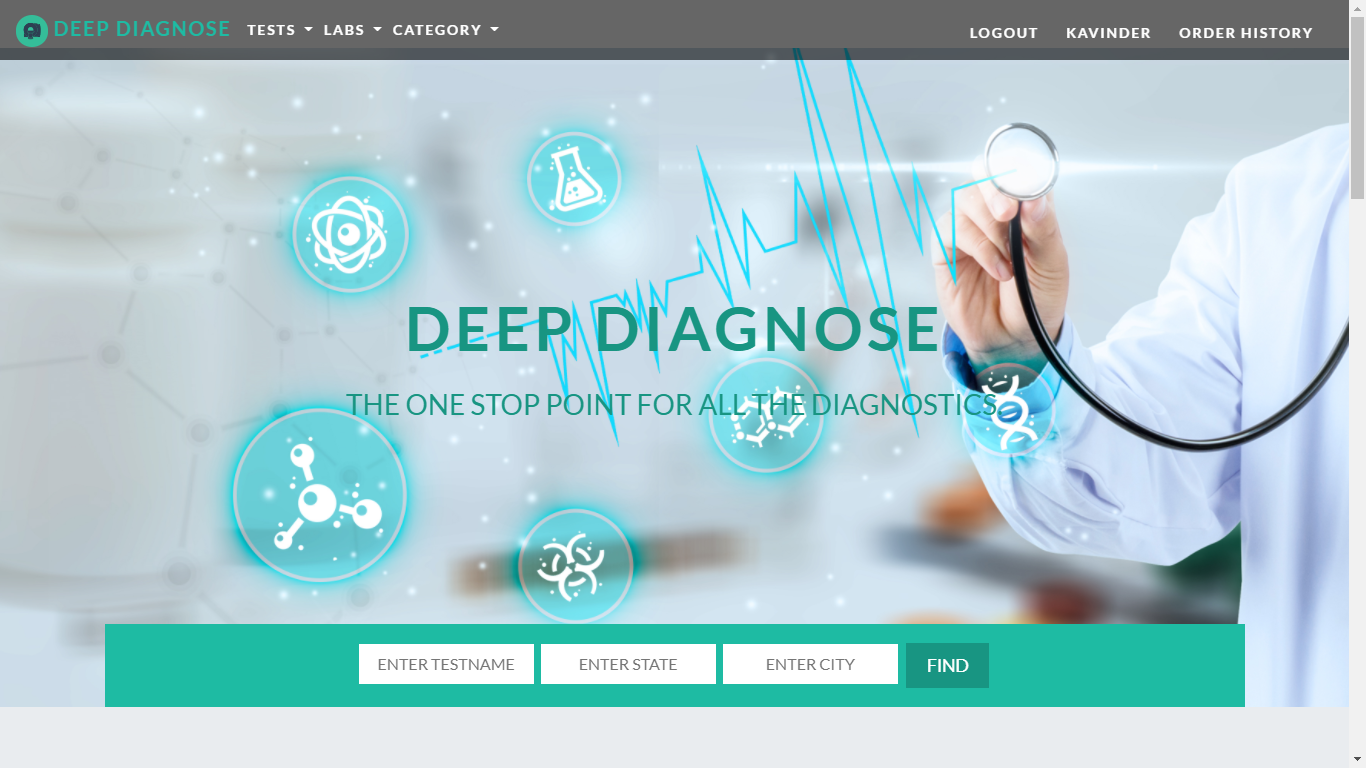 DEEP DIAGNOSE TESTS LABS CATEGORY LOGOUT KAVINDER ORDER HISTORY
DEEP DIAGNOSE
THE ONE STOP POINT FOR ALL THE DIAGNOSTICS
ENTER TESTNAME ENTER STATE ENTER CITY FIND